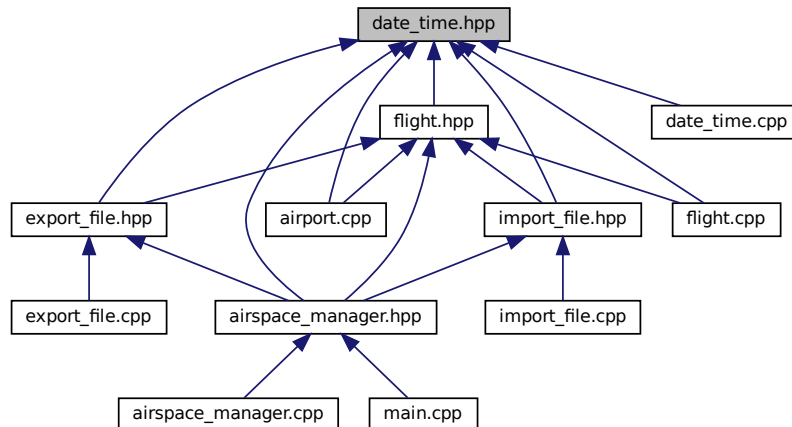 date_time.hpp
flight.hpp
date_time.cpp
export_file.hpp
airport.cpp
import_file.hpp
flight.cpp
export_file.cpp
airspace_manager.hpp
import_file.cpp
airspace_manager.cpp
main.cpp